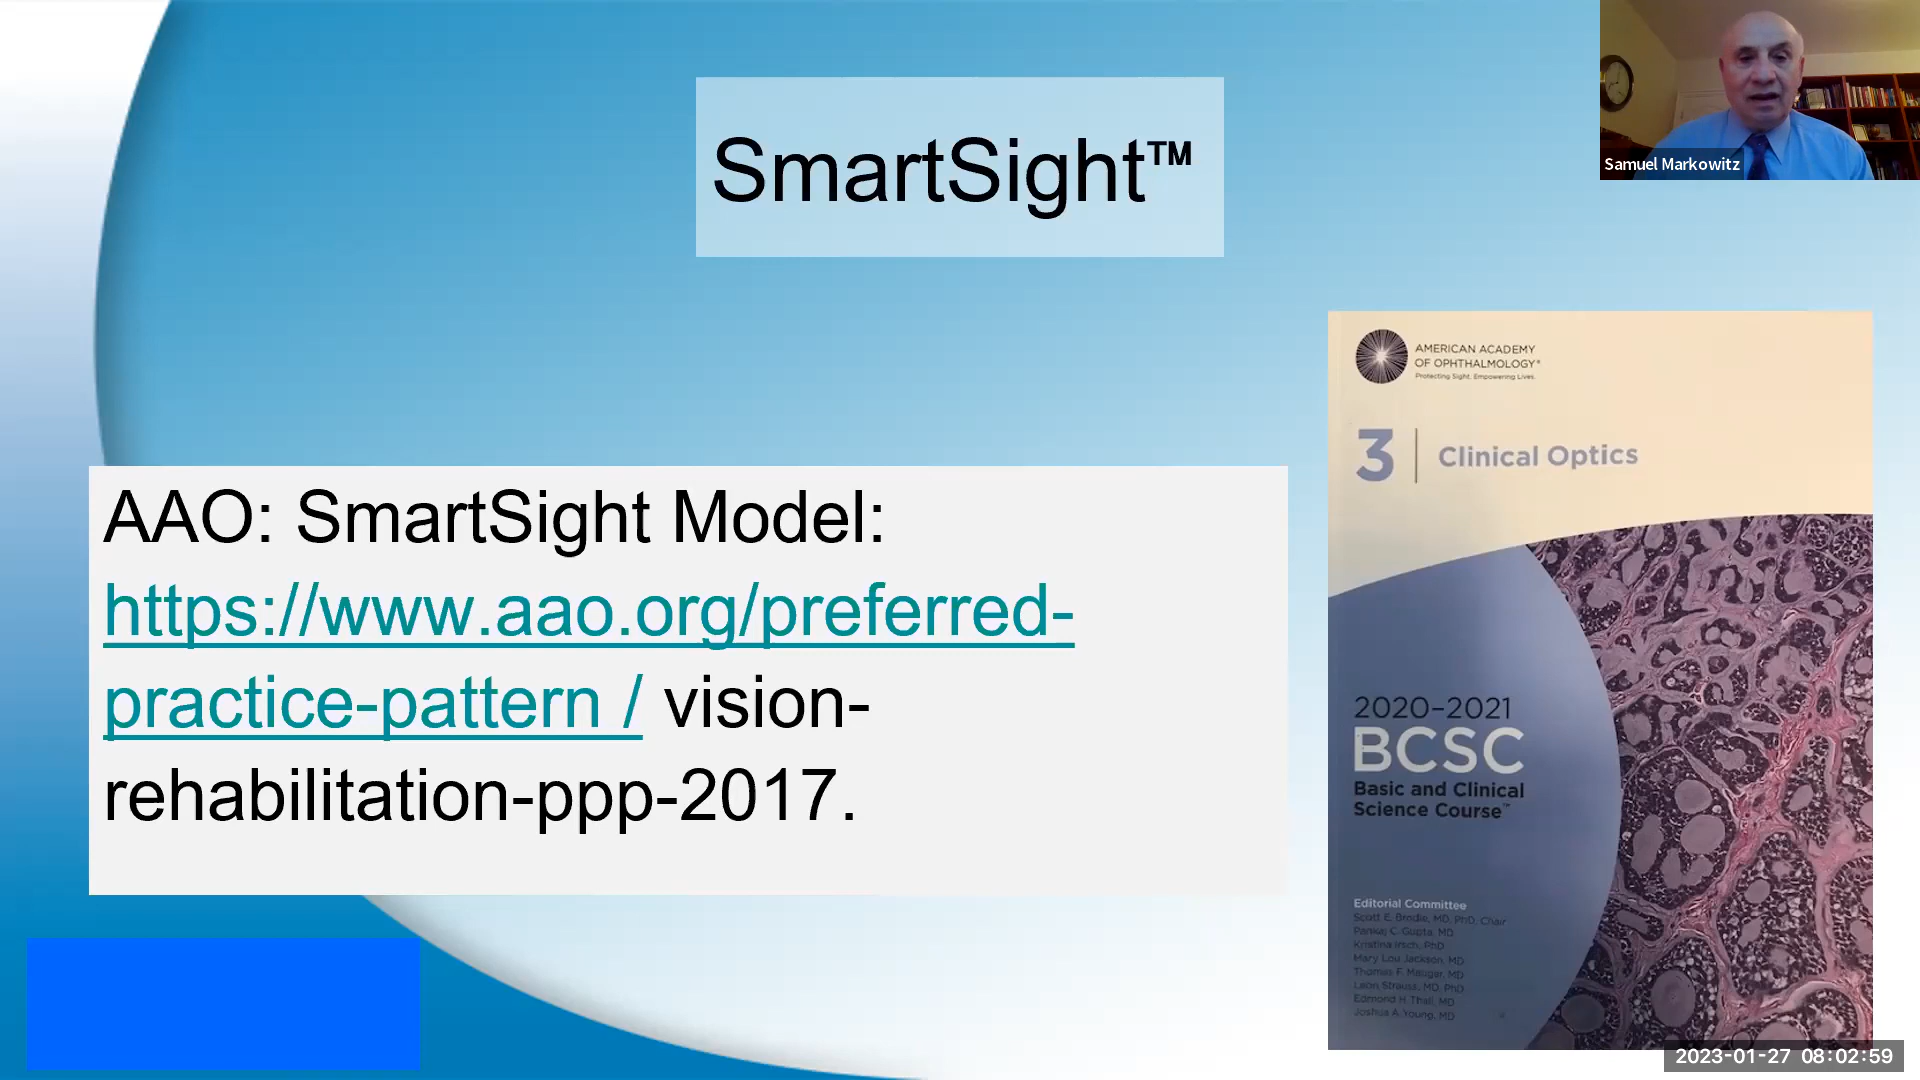 SmartSight™
Samuel Markowitz
AAO: SmartSight Model:
https://www.aao.org/preferred-
practice-pattern / vision-
rehabilitation-ppp-2017.
AMERICAN ACADEMY
OF OPHTHALMOLOGY®
Protecting Sight. Empowering Lives.
3 | Clinical Optics
2020–2021
BCSC
Basic and Clinical
Science Course™
Editorial Committee
Scott E. Brodie, MD, PhD, Chair
Pankaj C. Gupta, MD
Kristina Irsch, PhD
Mary Lou Jackson, MD
Thomas F. Mauger, MD
Leon Strauss, MD, PhD
Edmond H. Thall, MD
Joshua A. Young, MD
2023-01-27 08:02:59